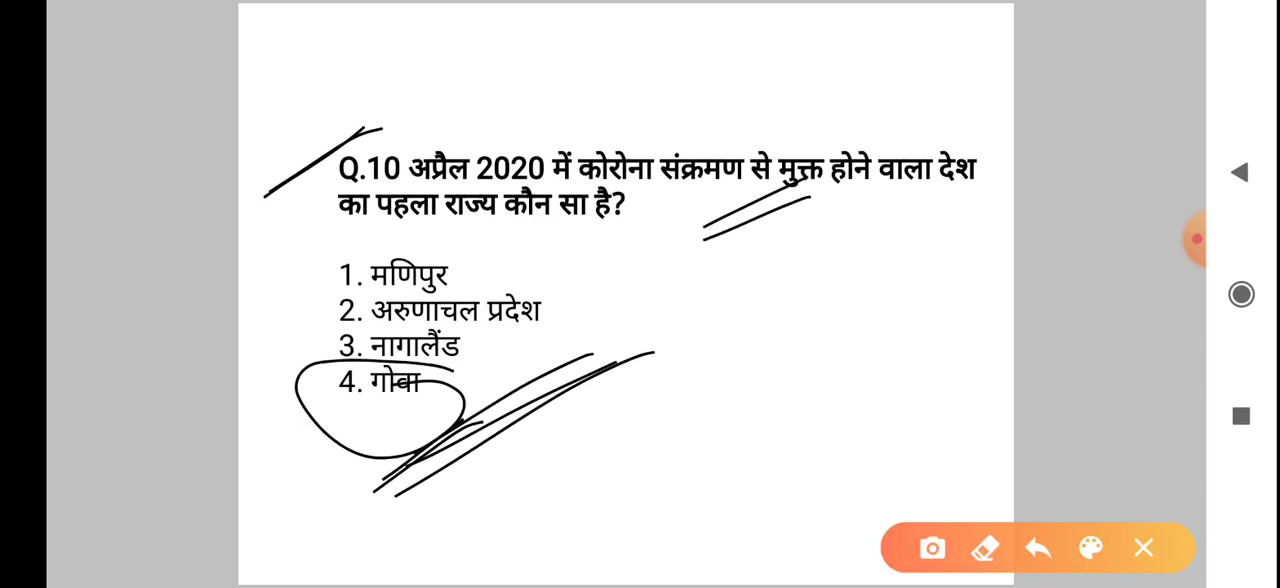 Q.10 अप्रैल 2020 में कोरोना संक्रमण से मुक्त होने वाला देश
का पहला राज्य कौन सा है?
1. मणिपुर
2. अरुणाचल प्रदेश
3. नागालैंड
4. गोवा